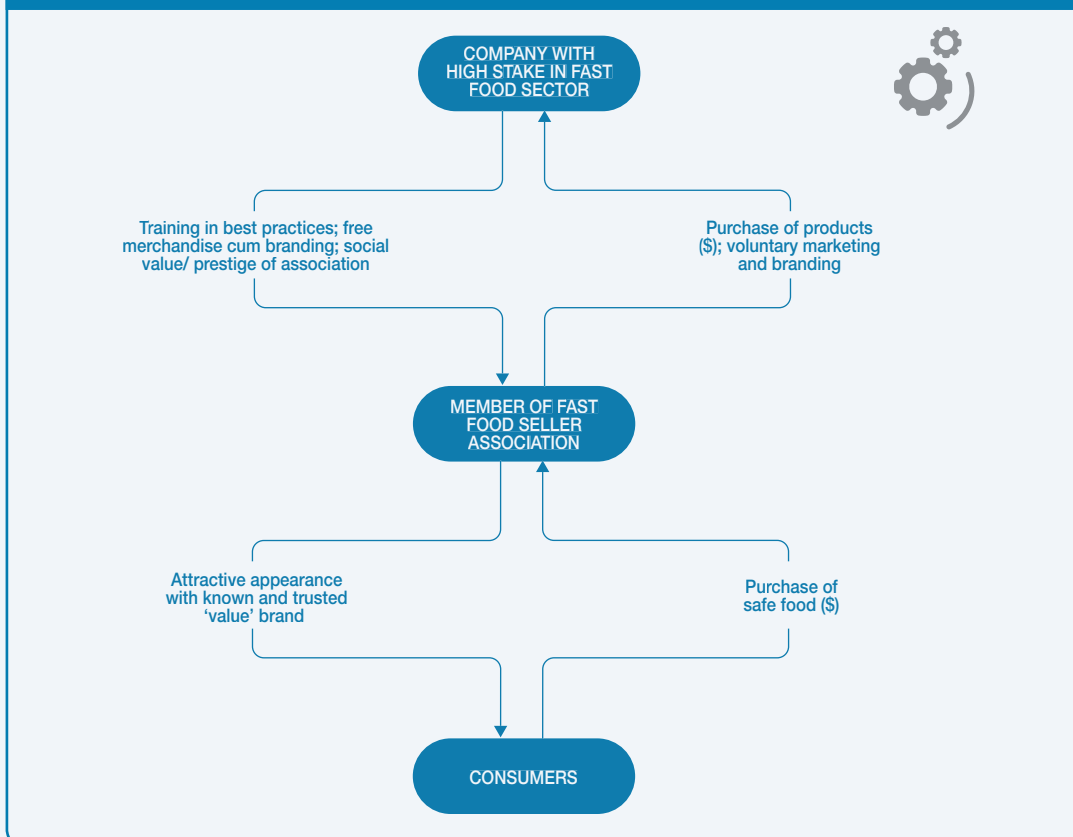 COMPANY WITH
HIGH STAKE IN FAST
FOOD SECTOR
Training in best practices; free
merchandise cum branding; social
value/ prestige of association
Purchase of products
($); voluntary marketing
and branding
MEMBER OF FAST
FOOD SELLER
ASSOCIATION
Attractive appearance
with known and trusted
‘value’ brand
Purchase of
safe food ($)
CONSUMERS